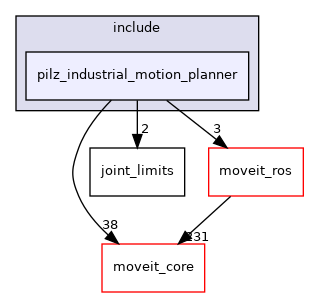 include
pilz_industrial_motion_planner
2
3
joint_limits
moveit_ros
38
231
moveit_core